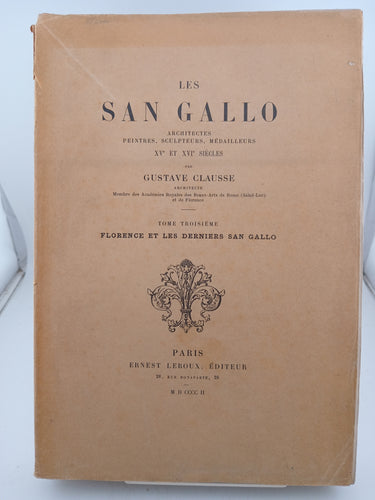 LES
SAN GALLO
ARCHITECTES
PEINTRES, SCULPTEURS, MÉDAILLEURS
XVe ET XVIe SIÈCLES
PAR
GUSTAVE CLAUSSE
ARCHITECTE
Membre des Académies Royales des Beaux-Arts de Rome (Saint-Luc)
et de Florence
TOME TROISIÈME
FLORENCE ET LES DERNIERS SAN GALLO
PARIS
ERNEST LEROUX, ÉDITEUR
28, RUE BONAPARTE, 28
M D CCCC II